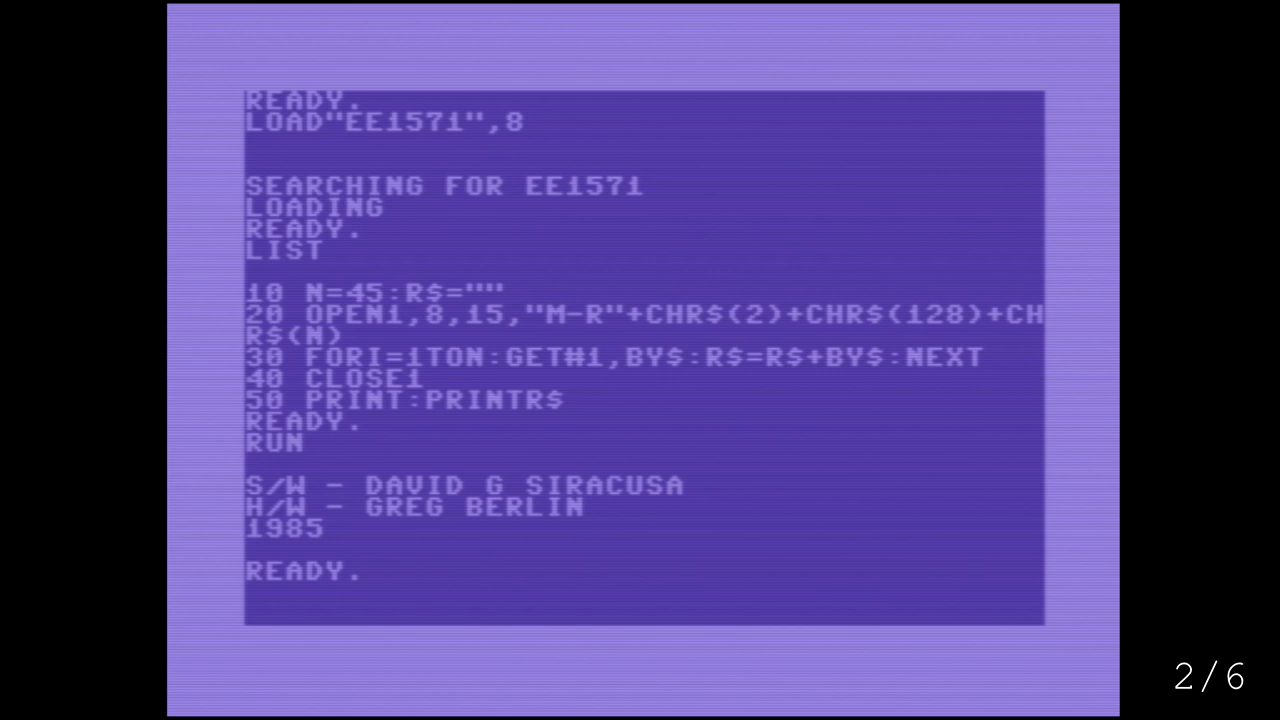 READY.
LOAD"EE1571",8
SEARCHING FOR EE1571
LOADING
READY.
LIST
10 N=45:R$=""
20 OPEN1,8,15,"M-R"+CHR$(2)+CHR$(128)+CH
R$(N)
30 FORI=1TON:GET#1,BY$:R$=R$+BY$:NEXT
40 CLOSE1
50 PRINT:PRINTR$
READY.
RUN
S/W - DAVID G SIRACUSA
H/W - GREG BERLIN
1985
READY.
2/6